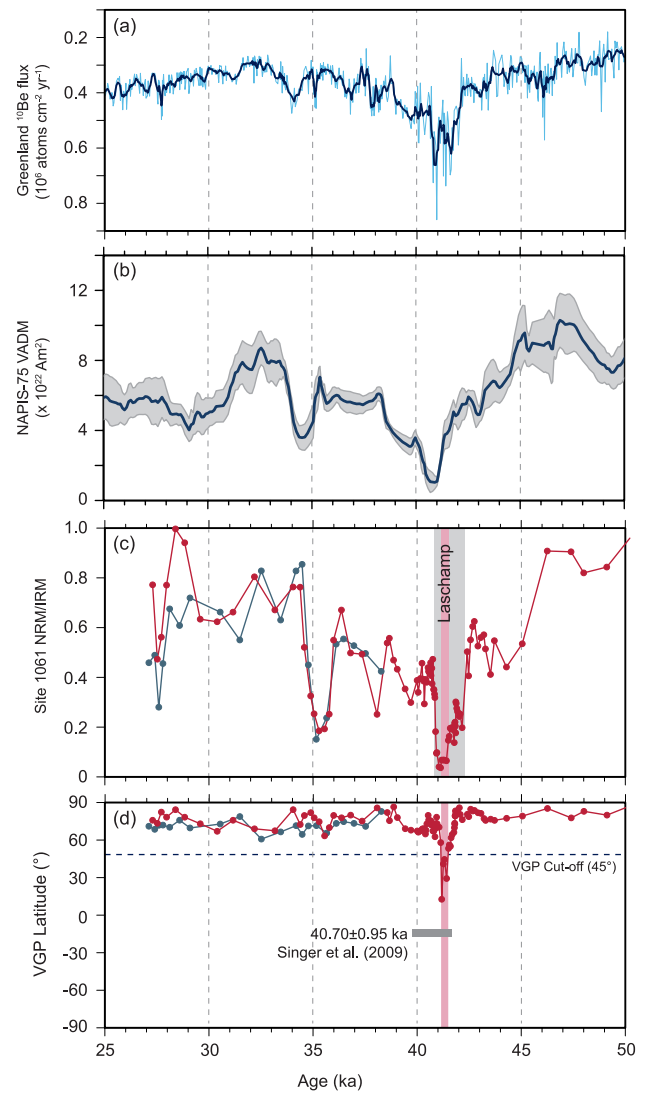 (a)
0.2
0.4
0.6
0.8
Greenland ¹⁰Be flux
(10⁶ atoms cm⁻² yr⁻¹)
(b)
12
8
4
0
NAPIS-75 VADM
(x 10²² Am²)
(c)
1.0
0.8
0.6
0.4
0.2
0
Site 1061 NRM/IRM
Laschamp
(d)
90
60
30
0
-30
-60
-90
VGP Latitude (°)
VGP Cut-off (45°)
40.70±0.95 ka
Singer et al. (2009)
25 30 35 40 45 50
Age (ka)